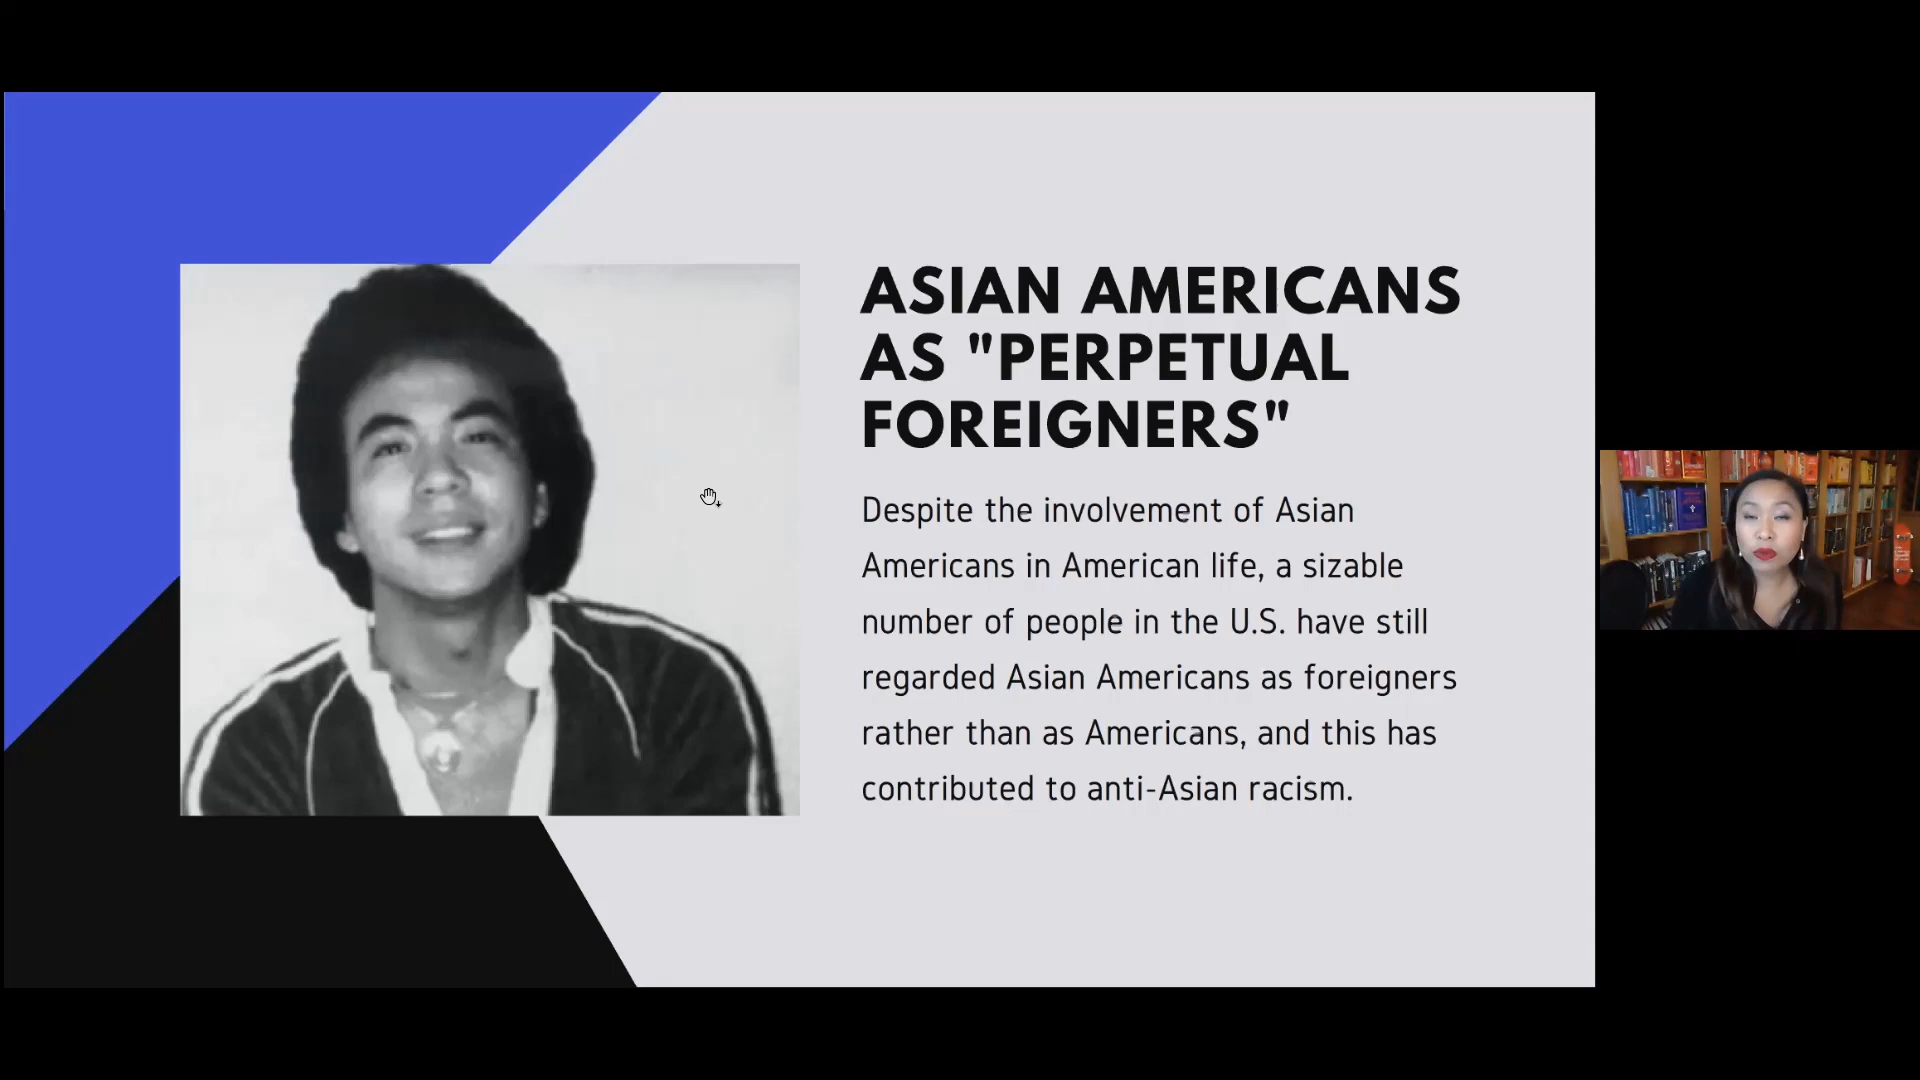 ASIAN AMERICANS
AS "PERPETUAL
FOREIGNERS"
Despite the involvement of Asian
Americans in American life, a sizable
number of people in the U.S. have still
regarded Asian Americans as foreigners
rather than as Americans, and this has
contributed to anti-Asian racism.